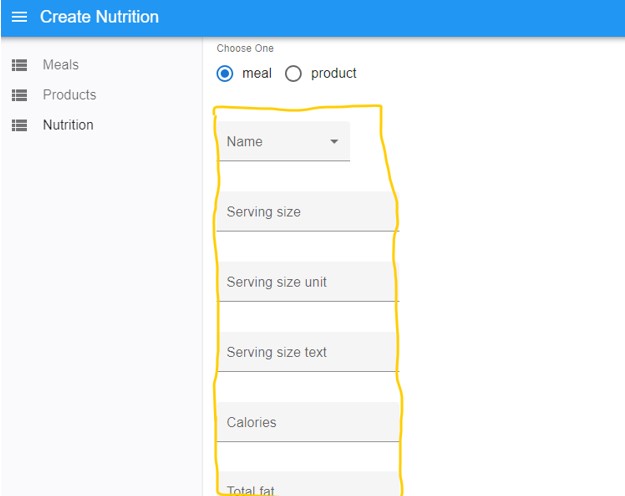 Create Nutrition
Meals
Products
Nutrition
Choose One
meal product
Name
Serving size
Serving size unit
Serving size text
Calories
Total fat